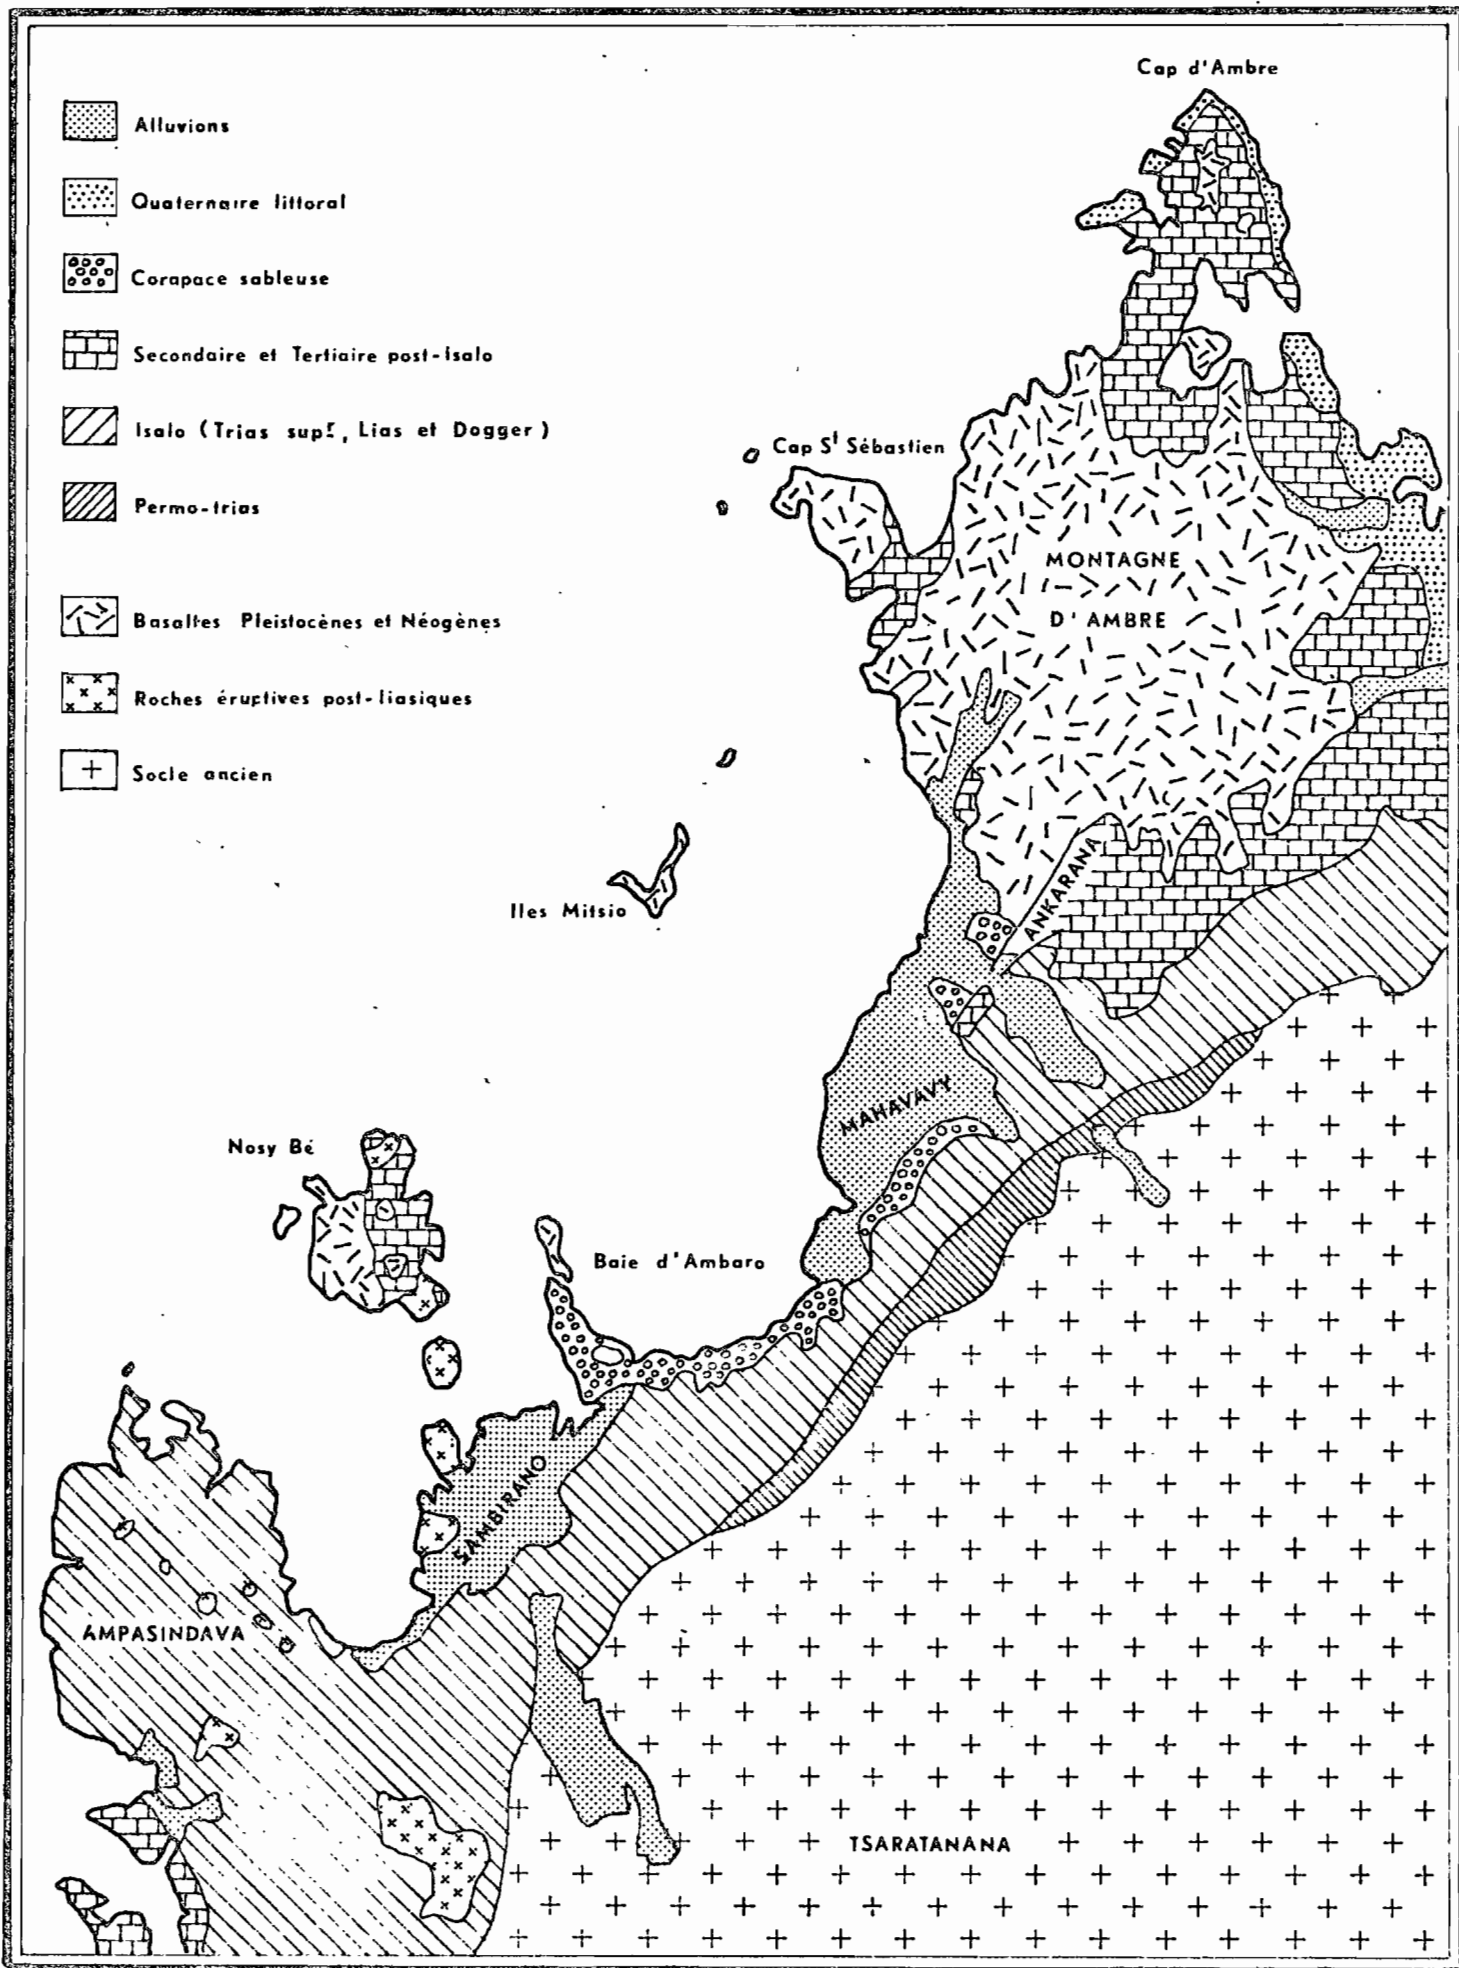 Cap d'Ambre
Alluvions
Quaternaire littoral
Corapace sableuse
Secondaire et Tertiaire post-Isalo
Isalo (Trias supr, Lias et Dogger)
Permo-trias
Basaltes Pleistocènes et Néogènes
Roches éruptives post-liasiques
Socle ancien
Cap St Sébastien
MONTAGNE
D'AMBRE
ANKARANA
Iles Mitsio
MAHAVAVY
Nosy Bé
Baie d'Ambaro
SAMBIRANO
AMPASINDAVA
TSARATANANA